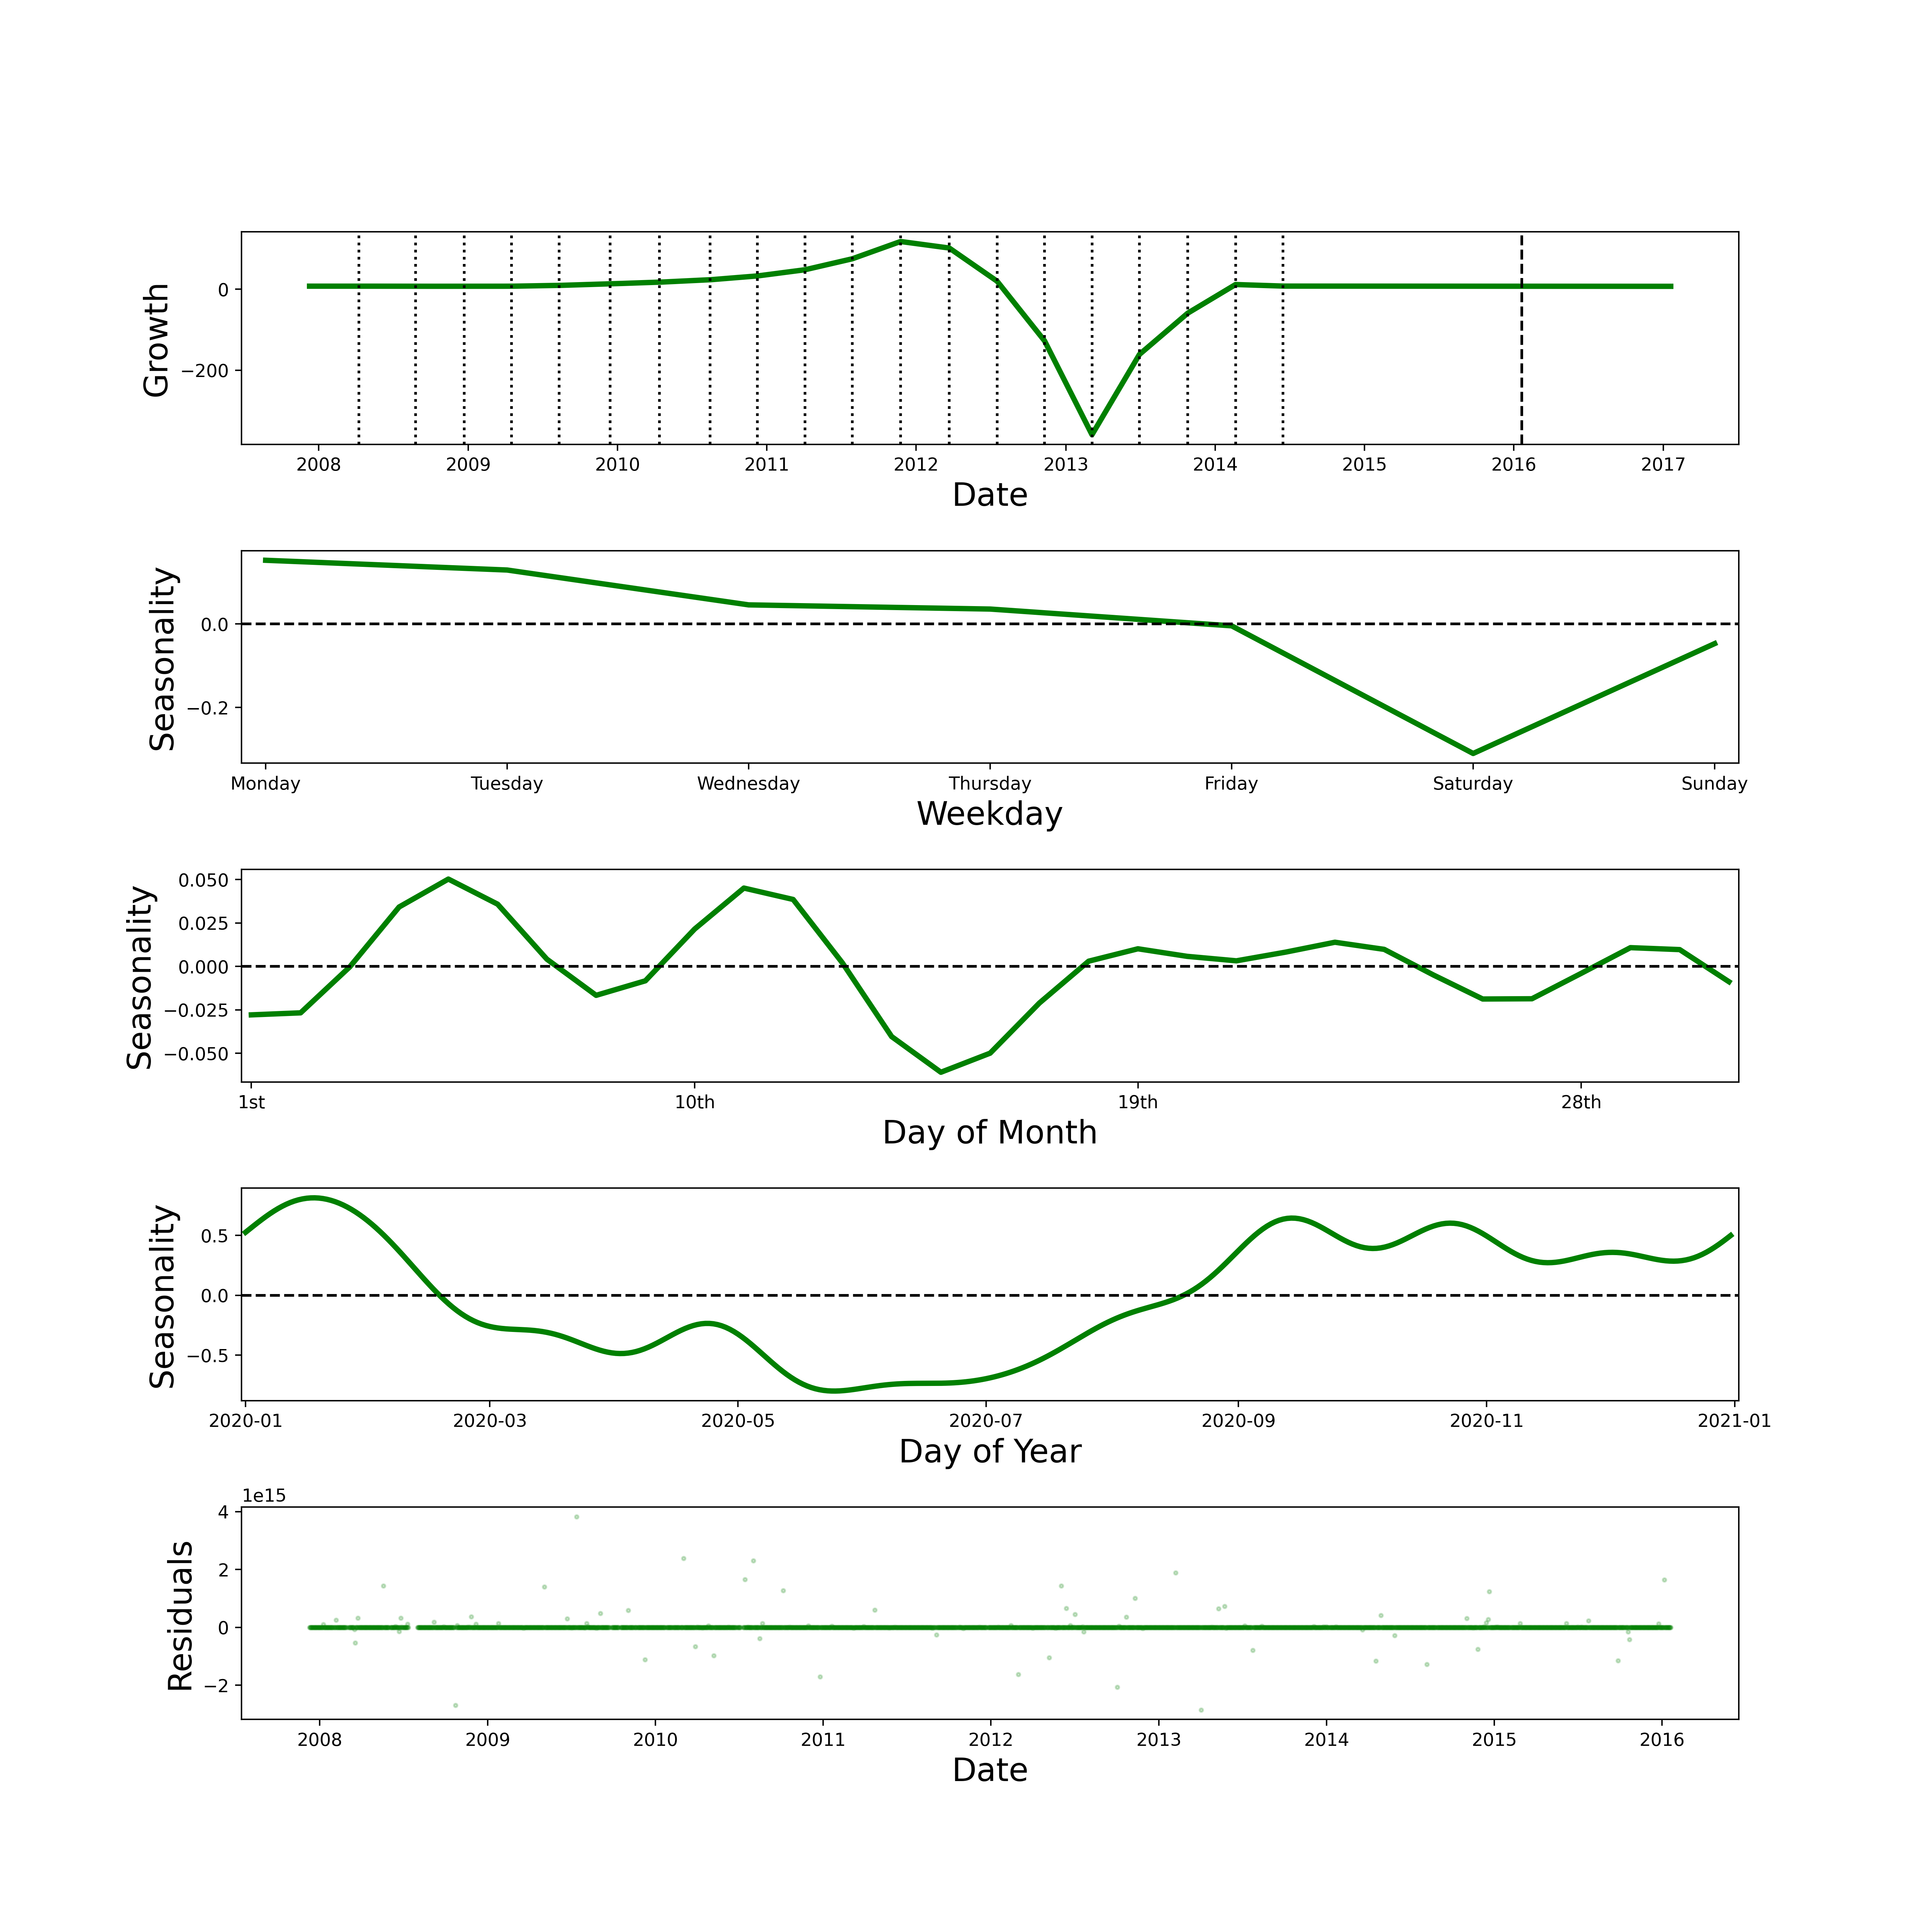 Growth
0
−200
2008 2009 2010 2011 2012 2013 2014 2015 2016 2017
Date
Seasonality
0.0
−0.2
Monday Tuesday Wednesday Thursday Friday Saturday Sunday
Weekday
Seasonality
0.050
0.025
0.000
−0.025
−0.050
1st 10th 19th 28th
Day of Month
Seasonality
0.5
0.0
−0.5
2020-01 2020-03 2020-05 2020-07 2020-09 2020-11 2021-01
Day of Year
1e15
Residuals
4
2
0
−2
2008 2009 2010 2011 2012 2013 2014 2015 2016
Date